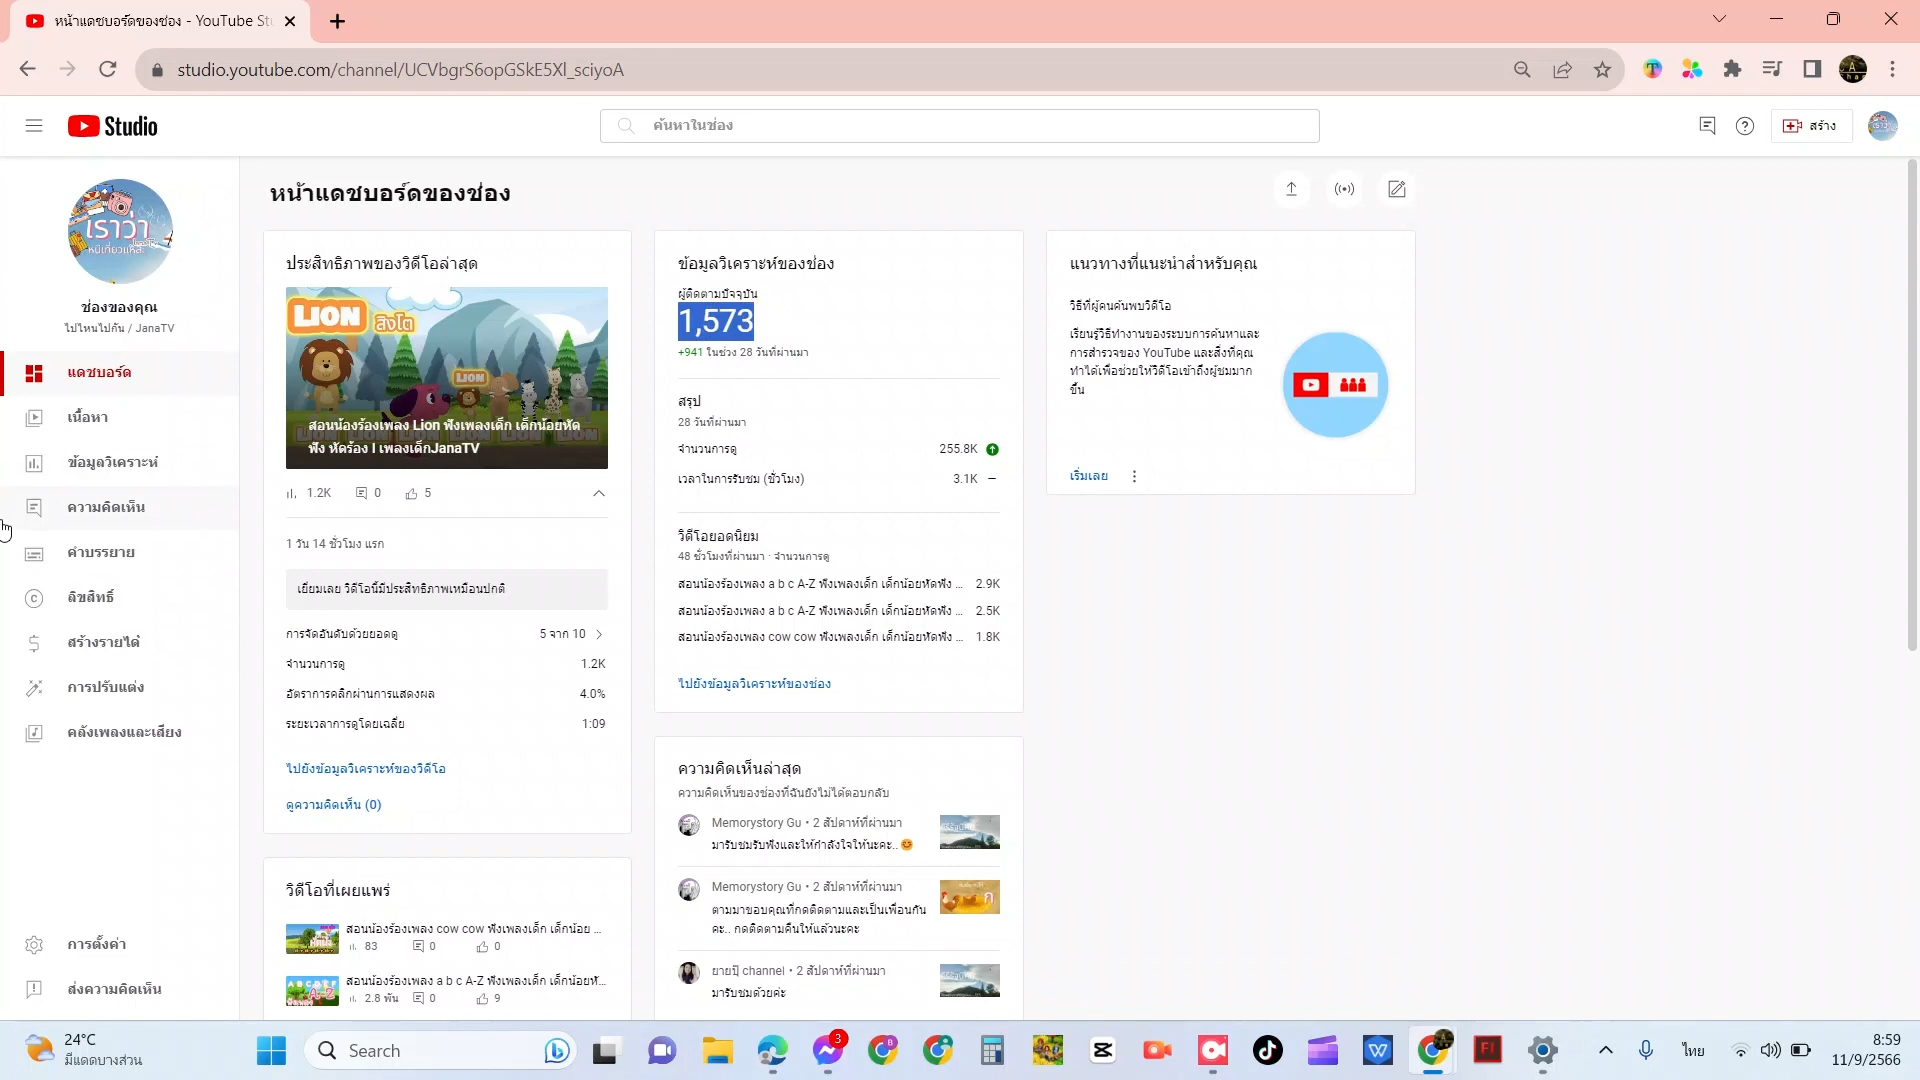 หน้าแดชบอร์ดของช่อง - YouTube Stu
studio.youtube.com/channel/UCVbgrS6opGSkE5Xl_sciyoA
Studio
ค้นหาในช่อง
สร้าง
เราว่า
หนีเที่ยวแหละ
JanaTv
ช่องของคุณ
ไปไหนไปกัน / JanaTV
แดชบอร์ด
เนื้อหา
ข้อมูลวิเคราะห์
ความคิดเห็น
คำบรรยาย
ลิขสิทธิ์
สร้างรายได้
การปรับแต่ง
คลังเพลงและเสียง
การตั้งค่า
ส่งความคิดเห็น
หน้าแดชบอร์ดของช่อง
ประสิทธิภาพของวิดีโอล่าสุด
LION สิงโต
LION
สอนน้องร้องเพลง Lion ฟังเพลงเด็ก เด็กน้อยหัด
ฟัง หัดร้อง l เพลงเด็กJanaTV
1.2K 0 5
1 วัน 14 ชั่วโมง แรก
เยี่ยมเลย วิดีโอนี้มีประสิทธิภาพเหมือนปกติ
การจัดอันดับด้วยยอดดู 5 จาก 10
จำนวนการดู 1.2K
อัตราการคลิกผ่านการแสดงผล 4.0%
ระยะเวลาการดูโดยเฉลี่ย 1:09
ไปยังข้อมูลวิเคราะห์ของวิดีโอ
ดูความคิดเห็น (0)
วิดีโอที่เผยแพร่
สอนน้องร้องเพลง cow cow ฟังเพลงเด็ก เด็กน้อย ...
83 0 0
สอนน้องร้องเพลง a b c A-Z ฟังเพลงเด็ก เด็กน้อยหั...
2.8 พัน 0 9
ข้อมูลวิเคราะห์ของช่อง
ผู้ติดตามปัจจุบัน
1,573
+941 ในช่วง 28 วันที่ผ่านมา
สรุป
28 วันที่ผ่านมา
จำนวนการดู 255.8K
เวลาในการรับชม (ชั่วโมง) 3.1K —
วิดีโอยอดนิยม
48 ชั่วโมงที่ผ่านมา · จำนวนการดู
สอนน้องร้องเพลง a b c A-Z ฟังเพลงเด็ก เด็กน้อยหัดฟัง ... 2.9K
สอนน้องร้องเพลง a b c A-Z ฟังเพลงเด็ก เด็กน้อยหัดฟัง ... 2.5K
สอนน้องร้องเพลง cow cow ฟังเพลงเด็ก เด็กน้อยหัดฟัง ... 1.8K
ไปยังข้อมูลวิเคราะห์ของช่อง
ความคิดเห็นล่าสุด
ความคิดเห็นของช่องที่ฉันยังไม่ได้ตอบกลับ
Memorystory Gu • 2 สัปดาห์ที่ผ่านมา
มารับชมรับฟังและให้กำลังใจให้นะคะ..😊
Memorystory Gu • 2 สัปดาห์ที่ผ่านมา
ตามมาขอบคุณที่กดติดตามและเป็นเพื่อนกัน
คะ.. กดติดตามคืนให้แล้วนะคะ
ยายปุ๊ channel • 2 สัปดาห์ที่ผ่านมา
มารับชมด้วยค่ะ
แนวทางที่แนะนำสำหรับคุณ
วิธีที่ผู้คนค้นพบวิดีโอ
เรียนรู้วิธีทำงานของระบบการค้นหาและ
การสำรวจของ YouTube และสิ่งที่คุณ
ทำได้เพื่อช่วยให้วิดีโอเข้าถึงผู้ชมมาก
ขึ้น
เริ่มเลย
24°C
มีแดดบางส่วน
Search
3
ไทย
8:59
11/9/2566